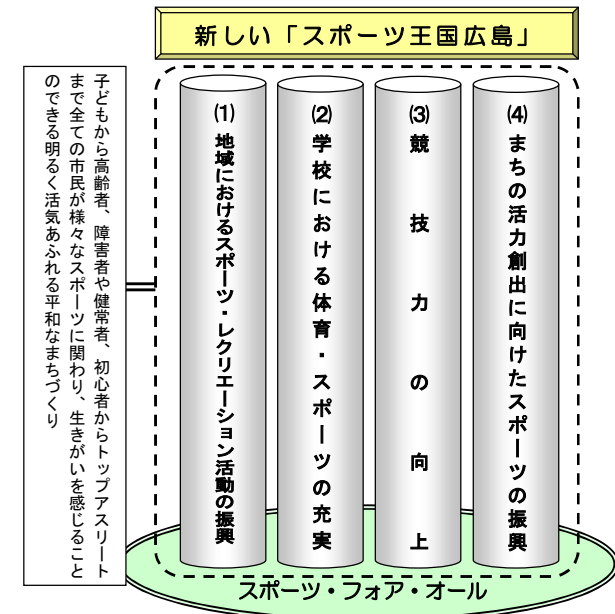 新しい「スポーツ王国広島」
子どもから高齢者、障害者や健常者、初心者からトップアスリート
まで全ての市民が様々なスポーツに関わり、生きがいを感じること
のできる明るく活気あふれる平和なまちづくり
(1) 地域におけるスポーツ・レクリエーション活動の振興
(2) 学校における体育・スポーツの充実
(3) 競技力の向上
(4) まちの活力創出に向けたスポーツの振興
スポーツ・フォア・オール